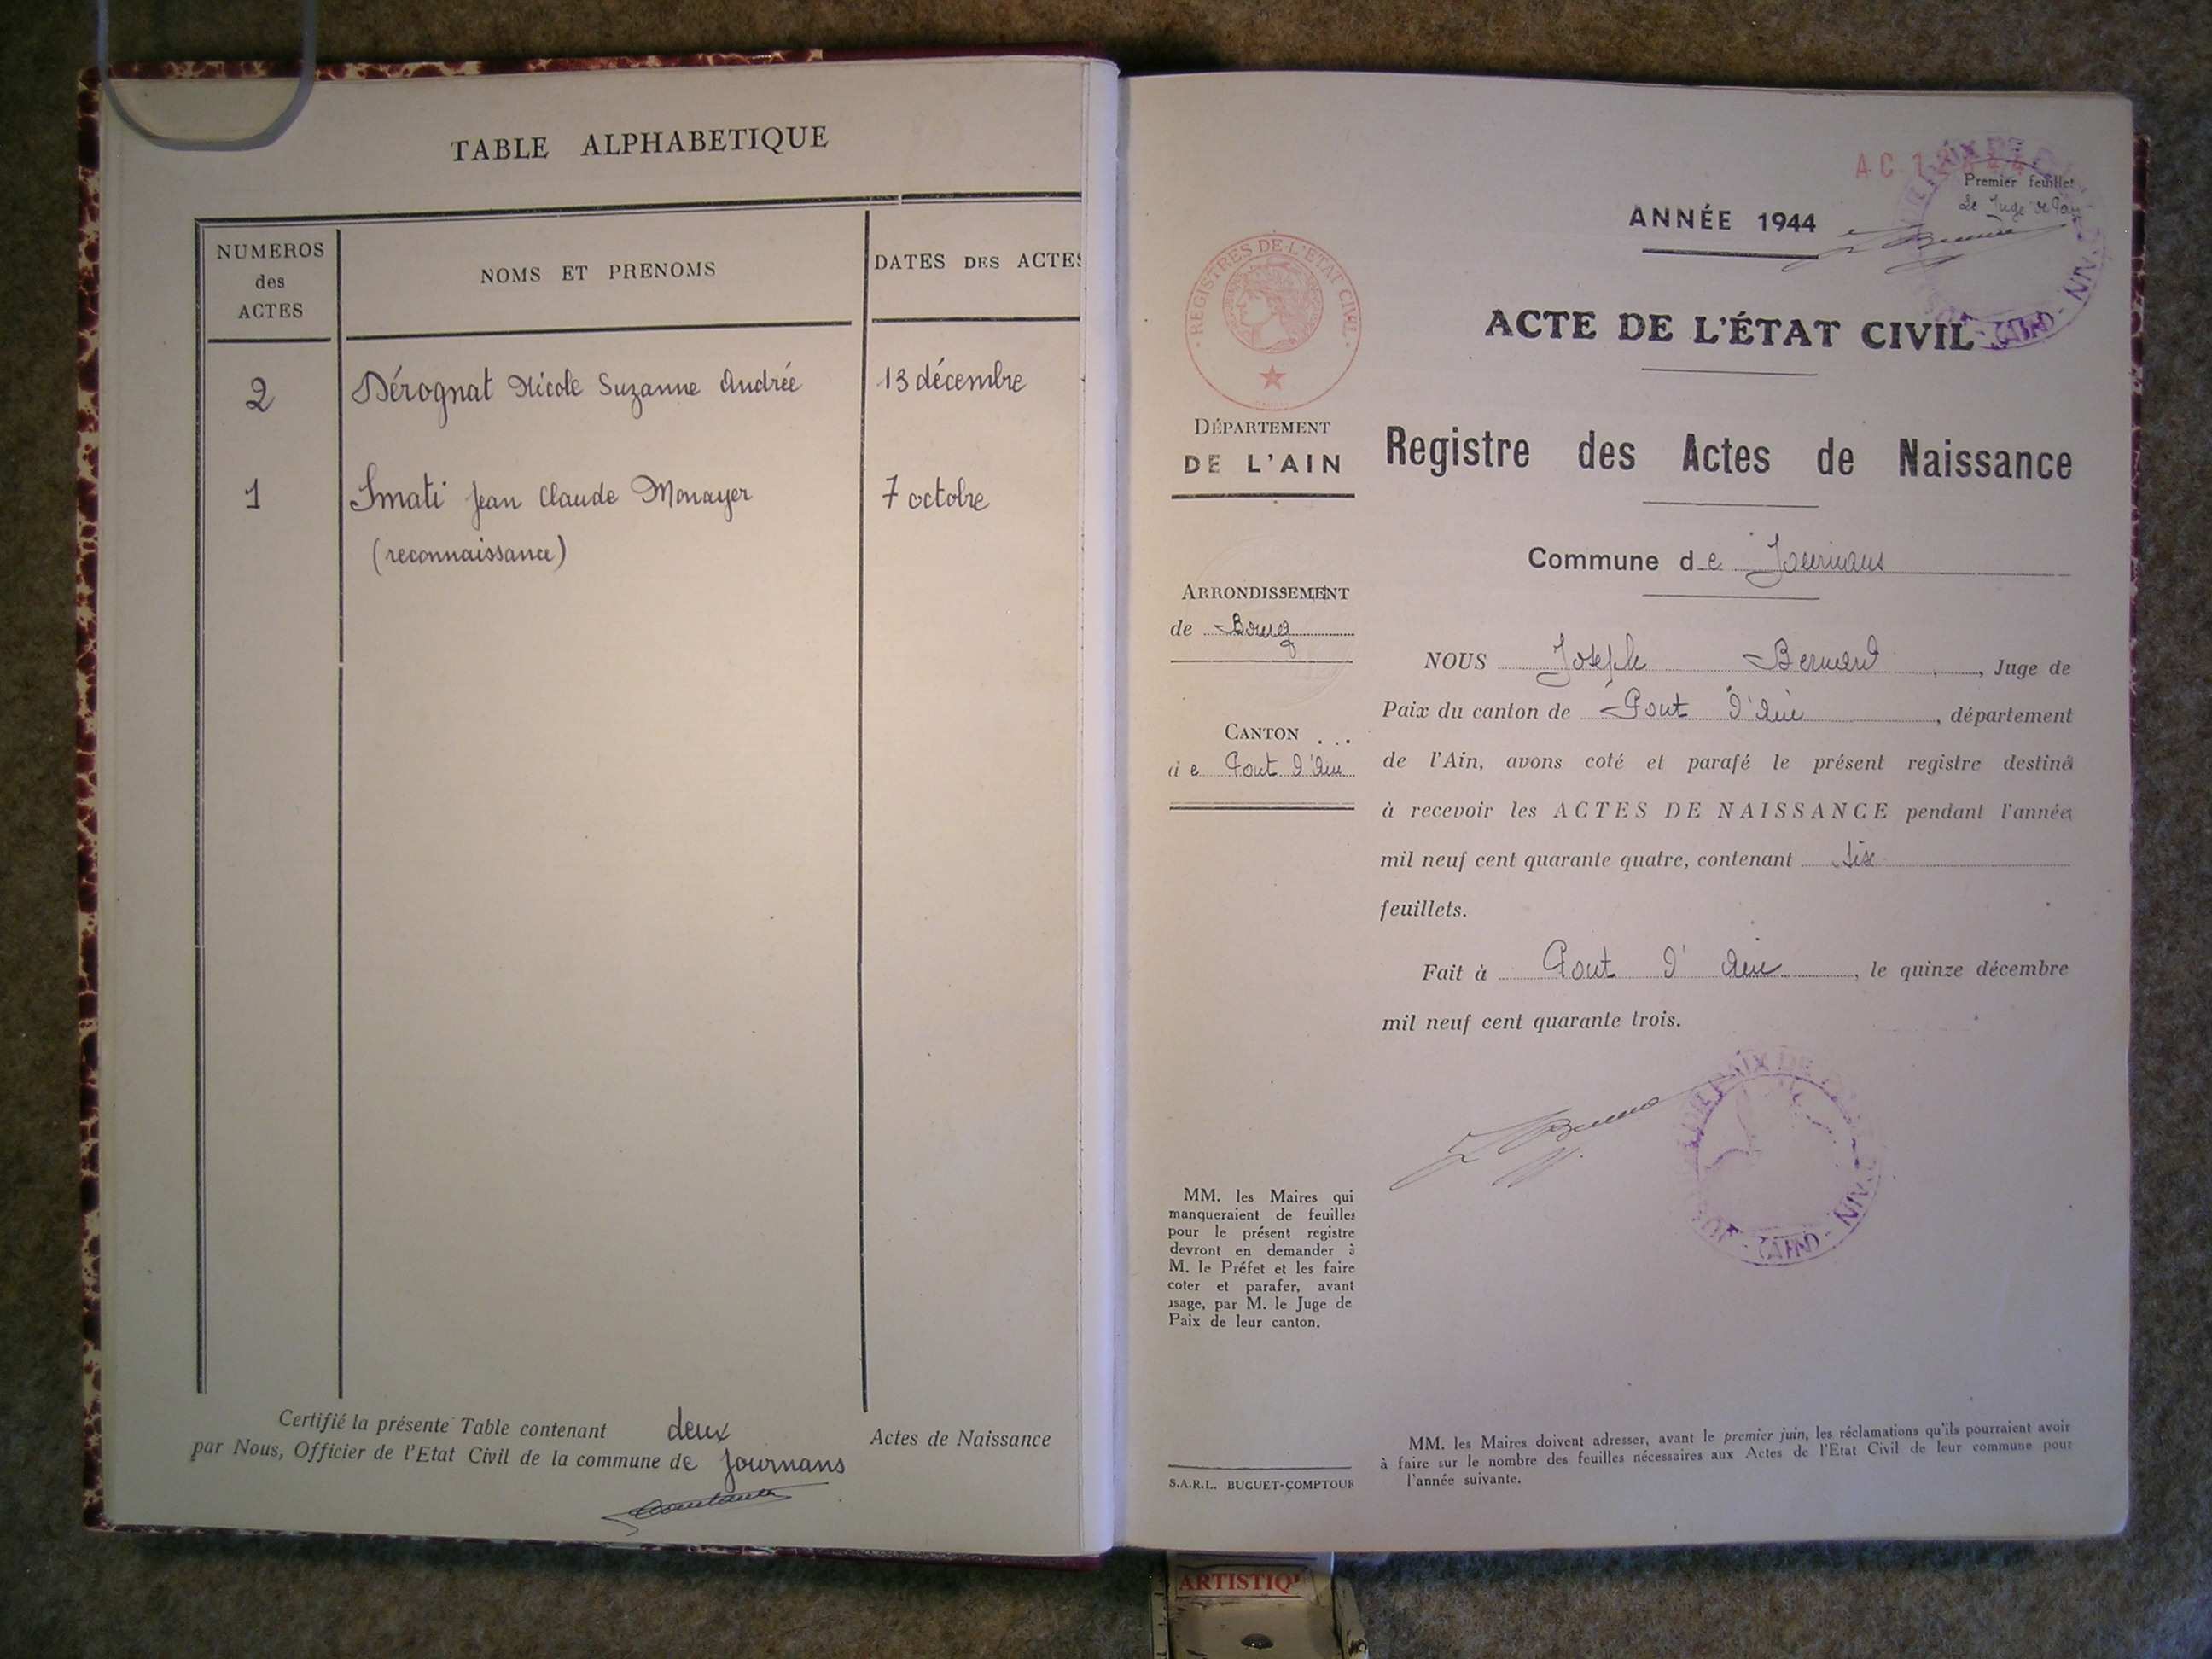 TABLE ALPHABETIQUE
NUMEROS
des
ACTES
NOMS ET PRENOMS
DATES DES ACTES
2 Dérognat Nicole Suzanne Andrée 13 décembre
1 Smati Jean Claude Monayer 7 octobre
(reconnaissance)
Certifié la présente Table contenant deux Actes de Naissance
par Nous, Officier de l'Etat Civil de la commune de Journans
AC
Premier feuillet
Le Juge de Paix
ANNÉE 1944
REGISTRES DE L'ÉTAT CIVIL
ACTE DE L'ÉTAT CIVIL
DÉPARTEMENT
DE L'AIN
Registre des Actes de Naissance
Commune de Journans
ARRONDISSEMENT
de Bourg
CANTON
de Pont d'Ain
NOUS Joseph Bernard, Juge de
Paix du canton de Pont d'Ain, département
de l'Ain, avons coté et parafé le présent registre destiné
à recevoir les ACTES DE NAISSANCE pendant l'année
mil neuf cent quarante quatre, contenant six
feuillets.
Fait à Pont d'Ain, le quinze décembre
mil neuf cent quarante trois.
MM. les Maires qui
manqueraient de feuilles
pour le présent registre
devront en demander à
M. le Préfet et les faire
coter et parafer, avant
usage, par M. le Juge de
Paix de leur canton.
S.A.R.L. BUGUET-COMPTOUR
MM. les Maires doivent adresser, avant le premier juin, les réclamations qu'ils pourraient avoir
à faire sur le nombre des feuilles nécessaires aux Actes de l'Etat Civil de leur commune pour
l'année suivante.
ARTISTIQ